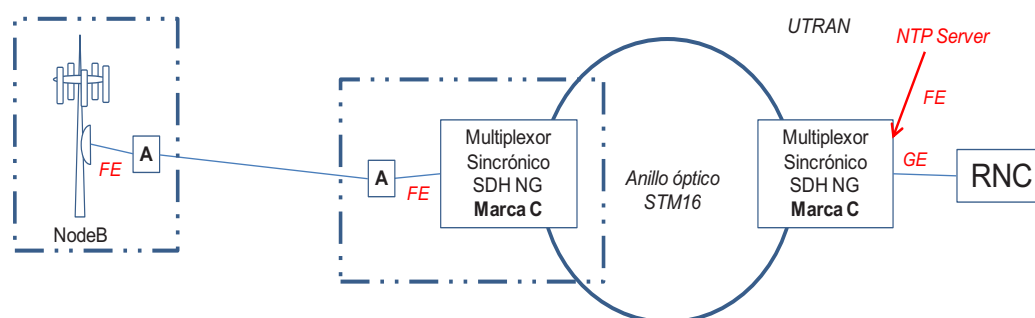 UTRAN
NTP Server
FE
Multiplexor
Sincrónico
SDH NG
Marca C
Multiplexor
Sincrónico
SDH NG
Marca C
Anillo óptico
STM16
GE
RNC
A
FE
A
FE
NodeB